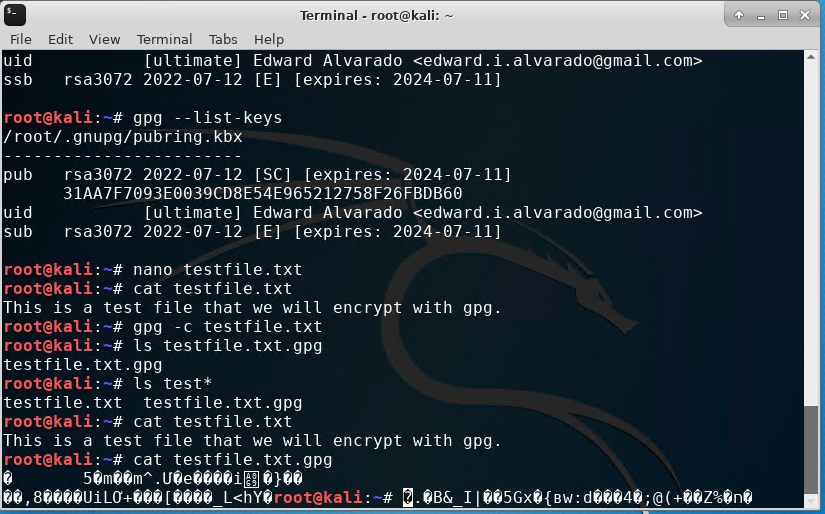 Terminal - root@kali: ~
File Edit View Terminal Tabs Help
uid [ultimate] Edward Alvarado <edward.i.alvarado@gmail.com>
ssb rsa3072 2022-07-12 [E] [expires: 2024-07-11]
root@kali:~# gpg --list-keys
/root/.gnupg/pubring.kbx
------------------------
pub rsa3072 2022-07-12 [SC] [expires: 2024-07-11]
31AA7F7093E0039CD8E54E965212758F26FBDB60
uid [ultimate] Edward Alvarado <edward.i.alvarado@gmail.com>
sub rsa3072 2022-07-12 [E] [expires: 2024-07-11]
root@kali:~# nano testfile.txt
root@kali:~# cat testfile.txt
This is a test file that we will encrypt with gpg.
root@kali:~# gpg -c testfile.txt
root@kali:~# ls testfile.txt.gpg
testfile.txt.gpg
root@kali:~# ls test*
testfile.txt testfile.txt.gpg
root@kali:~# cat testfile.txt
This is a test file that we will encrypt with gpg.
root@kali:~# cat testfile.txt.gpg
� 5�m��m^.Մ�e����i �}��
��,8����UiLƠ+���[����_L<hY�root@kali:~# �.�B&_I|��5Gx�{вw:d���4�;@(+��Z%�ח�